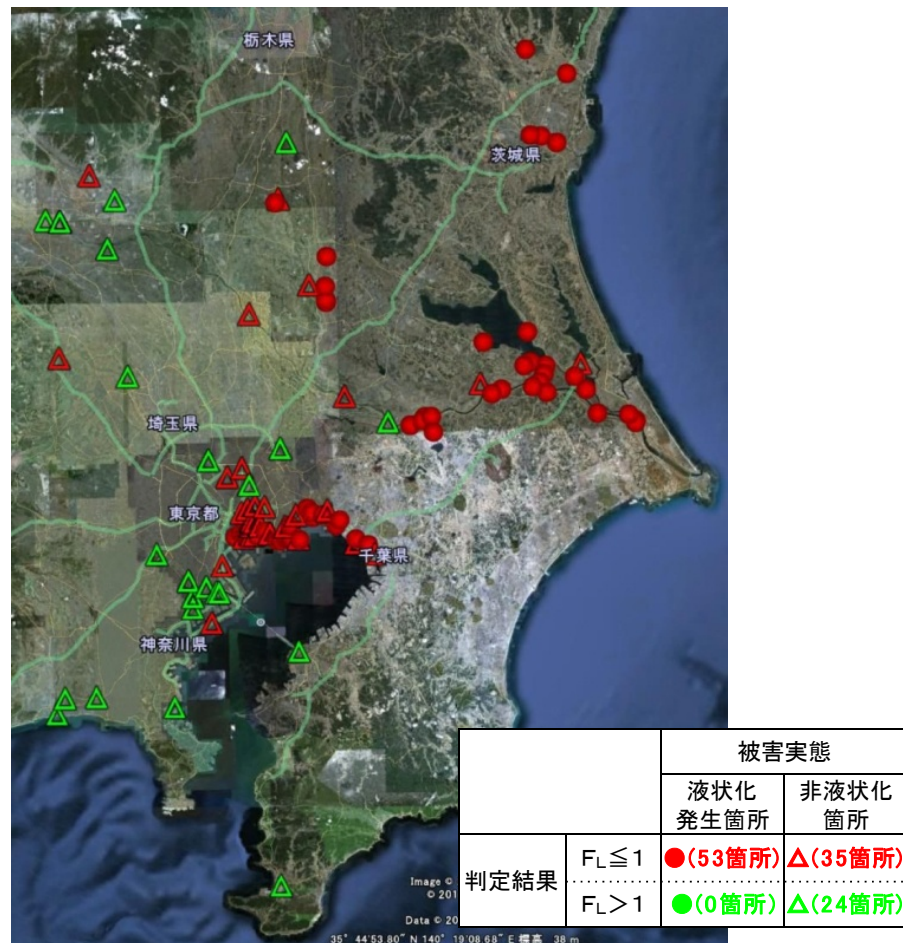 栃木県
茨城県
埼玉県
東京都
千葉県
神奈川県
Image ©
© 201
Data © 20
35° 44'53.80" N 140° 19'08.68" E 標高 38 m
被害実態
液状化
発生箇所
非液状化
箇所
判定結果
FL≦1
●(53箇所)
△(35箇所)
FL>1
●(0箇所)
△(24箇所)